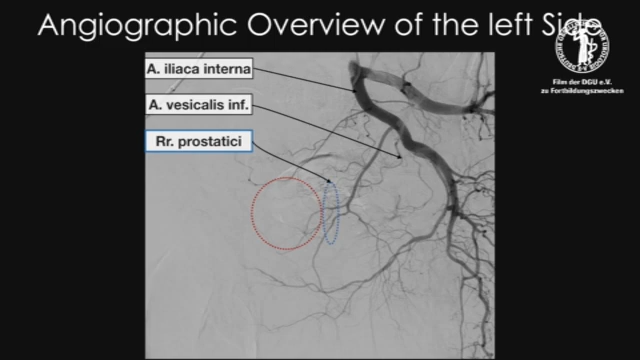 Angiographic Overview of the left Side
A. iliaca interna
A. vesicalis inf.
Rr. prostatici
Film der DGU e.V.
zu Fortbildungszwecken